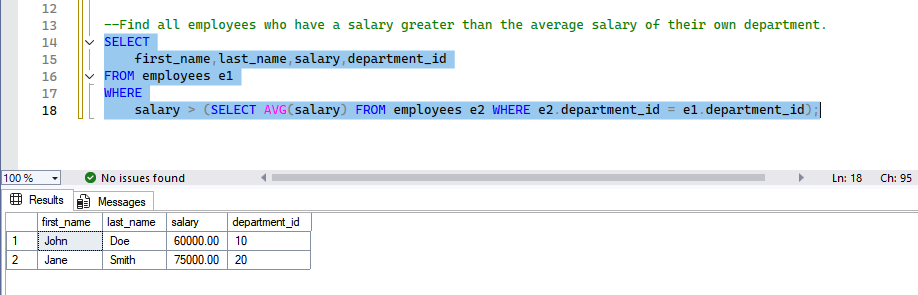 12
13 --Find all employees who have a salary greater than the average salary of their own department.
14 SELECT
15 first_name,last_name,salary,department_id
16 FROM employees e1
17 WHERE
18 salary > (SELECT AVG(salary) FROM employees e2 WHERE e2.department_id = e1.department_id);
100 % No issues found Ln: 18 Ch: 95
Results Messages
first_name last_name salary department_id
1 John Doe 60000.00 10
2 Jane Smith 75000.00 20